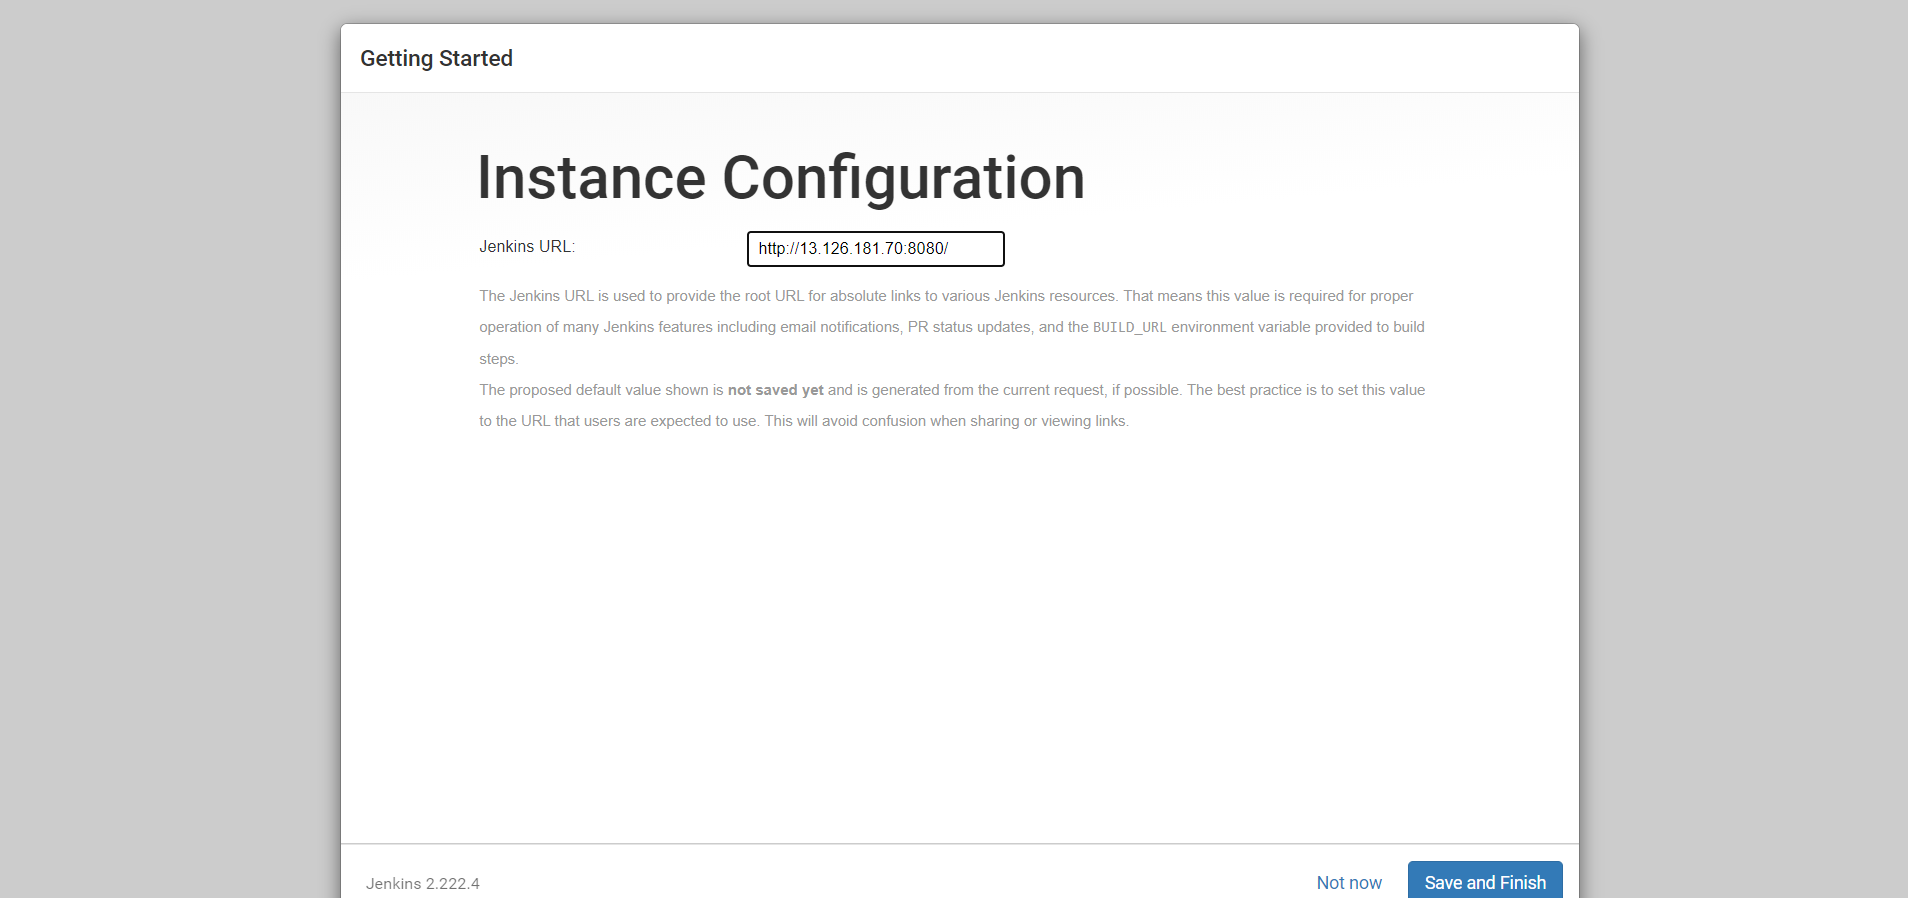 Getting Started
Instance Configuration
Jenkins URL:
http://13.126.181.70:8080/
The Jenkins URL is used to provide the root URL for absolute links to various Jenkins resources. That means this value is required for proper
operation of many Jenkins features including email notifications, PR status updates, and the BUILD_URL environment variable provided to build
steps.
The proposed default value shown is not saved yet and is generated from the current request, if possible. The best practice is to set this value
to the URL that users are expected to use. This will avoid confusion when sharing or viewing links.
Jenkins 2.222.4
Not now
Save and Finish